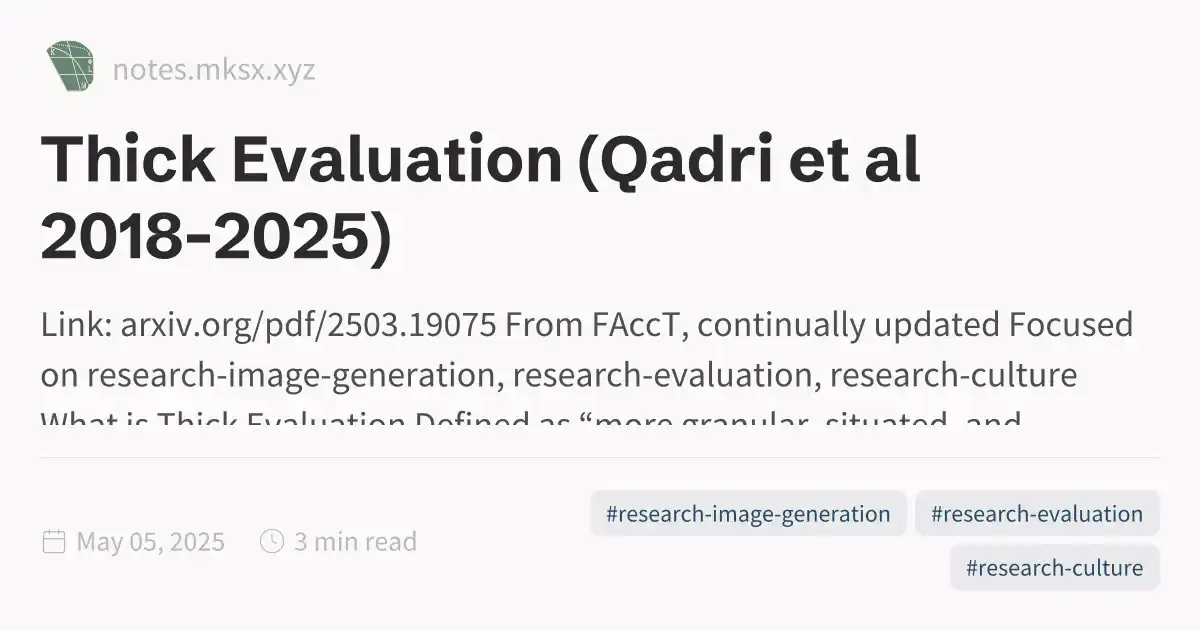 notes.mksx.xyz
Thick Evaluation (Qadri et al
2018-2025)
Link: arxiv.org/pdf/2503.19075 From FAccT, continually updated Focused
on research-image-generation, research-evaluation, research-culture
What is Thick Evaluation Defined as “more granular, situated, and
May 05, 2025
3 min read
#research-image-generation
#research-evaluation
#research-culture